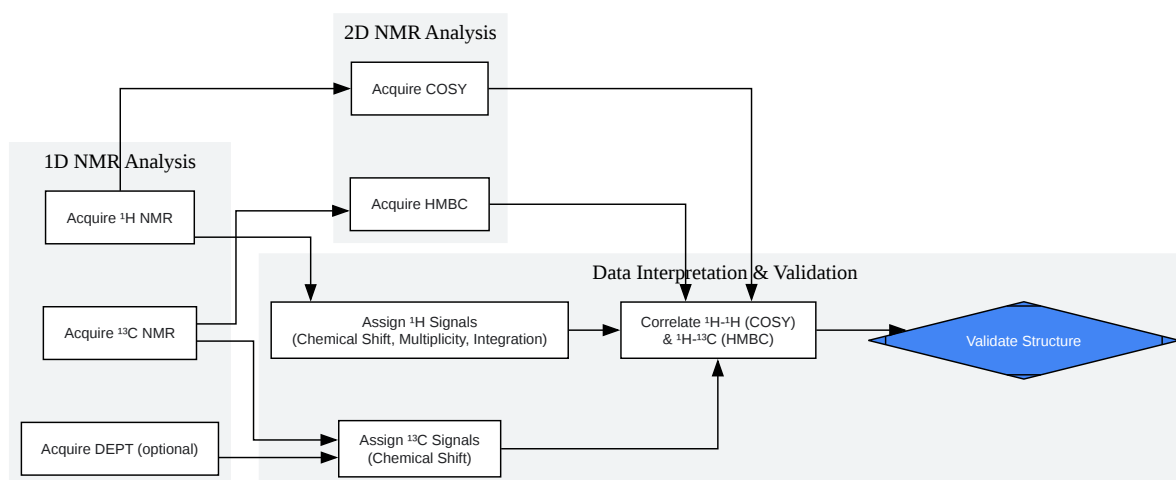 2D NMR Analysis
Acquire COSY
Acquire HMBC
1D NMR Analysis
Acquire ¹H NMR
Acquire ¹³C NMR
Acquire DEPT (optional)
Data Interpretation & Validation
Assign ¹H Signals
(Chemical Shift, Multiplicity, Integration)
Correlate ¹H-¹H (COSY)
& ¹H-¹³C (HMBC)
Validate Structure
Assign ¹³C Signals
(Chemical Shift)